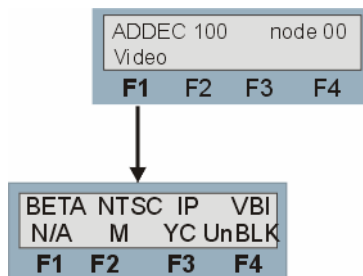 ADDEC 100 node 00
Video
F1 F2 F3 F4
BETA NTSC IP VBI
N/A M YC UnBLK
F1 F2 F3 F4